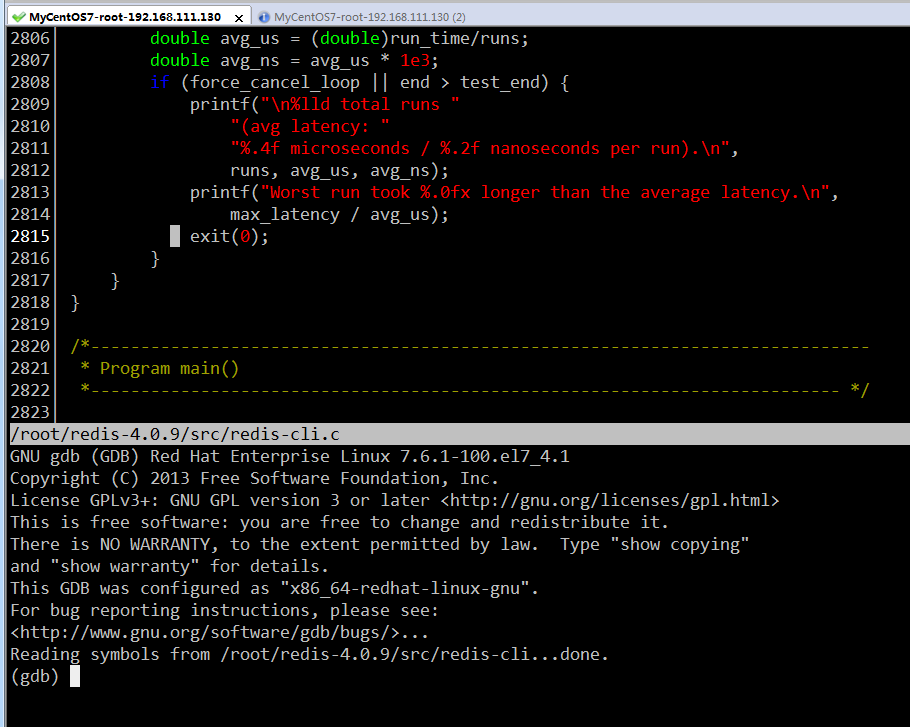 MyCentOS7-root-192.168.111.130 × MyCentOS7-root-192.168.111.130 (2)
2806         double avg_us = (double)run_time/runs;
2807         double avg_ns = avg_us * 1e3;
2808         if (force_cancel_loop || end > test_end) {
2809             printf("\n%lld total runs "
2810                 "(avg latency: "
2811                 "%.4f microseconds / %.2f nanoseconds per run).\n",
2812                 runs, avg_us, avg_ns);
2813             printf("Worst run took %.0fx longer than the average latency.\n",
2814                 max_latency / avg_us);
2815             exit(0);
2816         }
2817     }
2818 }
2819
2820 /*------------------------------------------------------------------------------
2821  * Program main()
2822  *--------------------------------------------------------------------------- */
2823
/root/redis-4.0.9/src/redis-cli.c
GNU gdb (GDB) Red Hat Enterprise Linux 7.6.1-100.el7_4.1
Copyright (C) 2013 Free Software Foundation, Inc.
License GPLv3+: GNU GPL version 3 or later <http://gnu.org/licenses/gpl.html>
This is free software: you are free to change and redistribute it.
There is NO WARRANTY, to the extent permitted by law.  Type "show copying"
and "show warranty" for details.
This GDB was configured as "x86_64-redhat-linux-gnu".
For bug reporting instructions, please see:
<http://www.gnu.org/software/gdb/bugs/>...
Reading symbols from /root/redis-4.0.9/src/redis-cli...done.
(gdb)